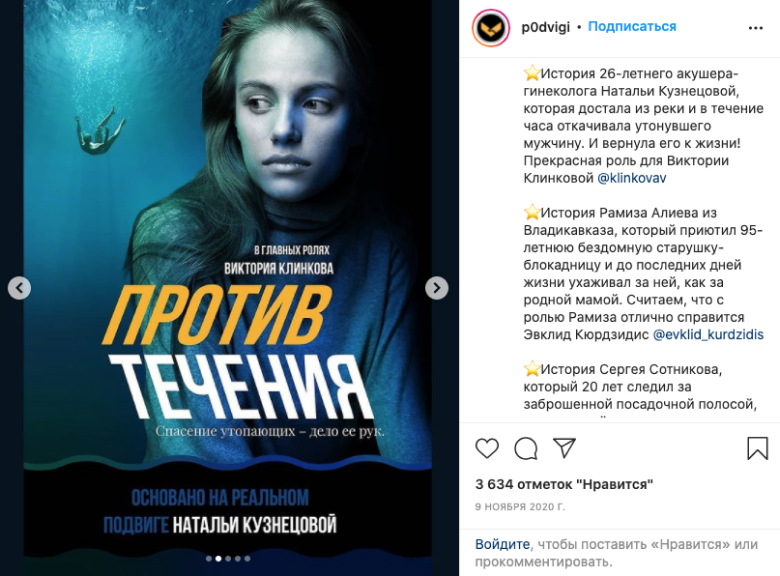 В ГЛАВНЫХ РОЛЯХ
ВИКТОРИЯ КЛИНКОВА
ПРОТИВ
ТЕЧЕНИЯ
Спасение утопающих – дело ее рук.
ОСНОВАНО НА РЕАЛЬНОМ
ПОДВИГЕ НАТАЛЬИ КУЗНЕЦОВОЙ
p0dvigi • Подписаться
⭐История 26-летнего акушера-
гинеколога Натальи Кузнецовой,
которая достала из реки и в течение
часа откачивала утонувшего
мужчину. И вернула его к жизни!
Прекрасная роль для Виктории
Клинковой @klinkovav
⭐История Рамиза Алиева из
Владикавказа, который приютил 95-
летнюю бездомную старушку-
блокадницу и до последних дней
жизни ухаживал за ней, как за
родной мамой. Считаем, что с
ролью Рамиза отлично справится
Эвклид Кюрдзидис @evklid_kurdzidis
⭐История Сергея Сотникова,
который 20 лет следил за
заброшенной посадочной полосой,
3 634 отметок "Нравится"
9 НОЯБРЯ 2020 Г.
Войдите, чтобы поставить «Нравится» или
прокомментировать.